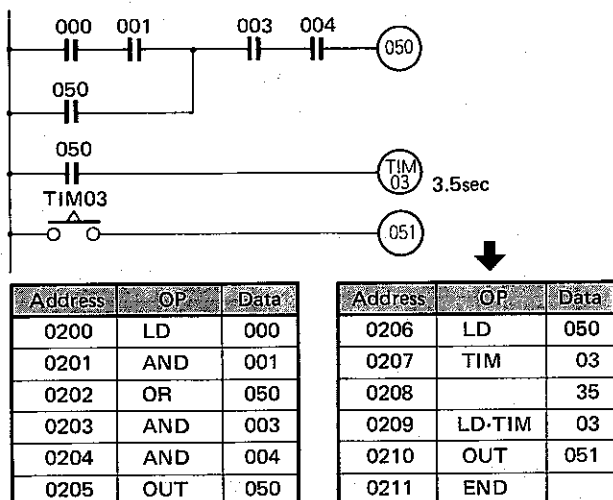 000 001 003 004
050
050
050
TIM
03
3.5sec
TIM03
051
Address OP Data
0200 LD 000
0201 AND 001
0202 OR 050
0203 AND 003
0204 AND 004
0205 OUT 050
Address OP Data
0206 LD 050
0207 TIM 03
0208 35
0209 LD·TIM 03
0210 OUT 051
0211 END